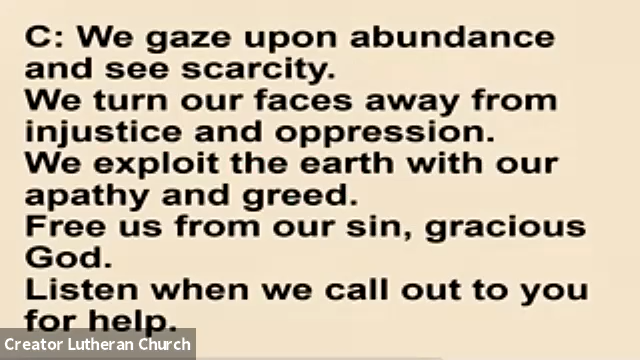 C: We gaze upon abundance
and see scarcity.
We turn our faces away from
injustice and oppression.
We exploit the earth with our
apathy and greed.
Free us from our sin, gracious
God.
Listen when we call out to you
for help.
Creator Lutheran Church